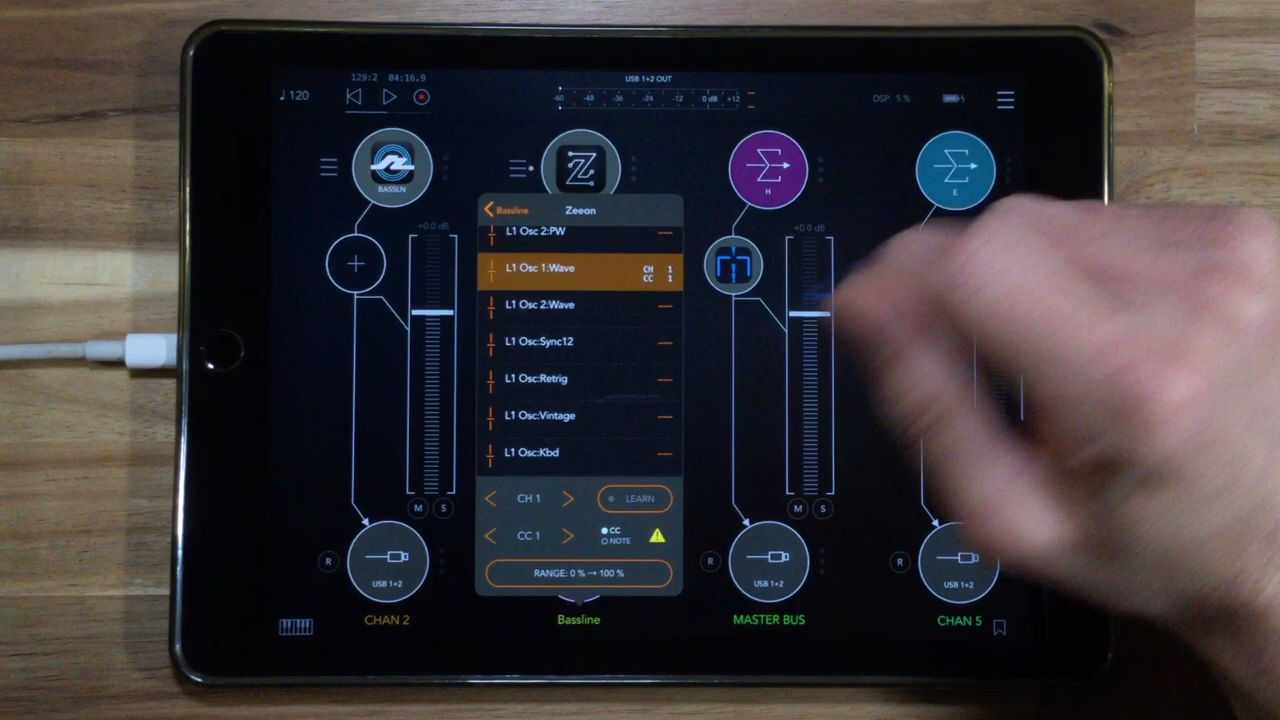 129:2 04:16.9
USB 1+2 OUT
♩120
-60 -48 -36 -24 -12 0 dB +12
DSP: 5 %
BASSLN
H
E
Bassline Zeeon
+0.0 dB
+0.0 dB
L1 Osc 2:PW
L1 Osc 1:Wave CH 1
CC 1
L1 Osc 2:Wave
L1 Osc:Sync12
L1 Osc:Retrig
L1 Osc:Vintage
L1 Osc:Kbd
CH 1 LEARN
M S
M S
CC 1 CC
NOTE
R
R
R
RANGE: 0 % → 100 %
USB 1+2
USB 1+2
USB 1+2
CHAN 2
Bassline
MASTER BUS
CHAN 5